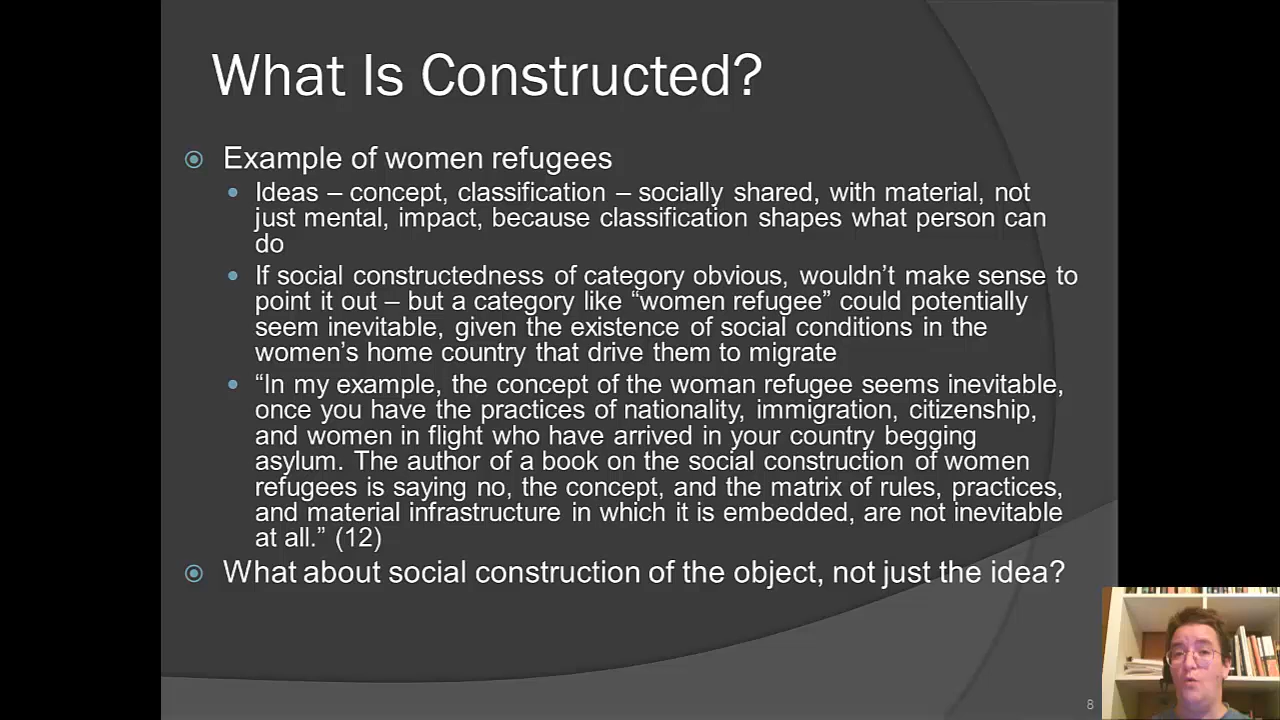 What Is Constructed?
Example of women refugees
Ideas – concept, classification – socially shared, with material, not
just mental, impact, because classification shapes what person can
do
If social constructedness of category obvious, wouldn’t make sense to
point it out – but a category like “women refugee” could potentially
seem inevitable, given the existence of social conditions in the
women’s home country that drive them to migrate
“In my example, the concept of the woman refugee seems inevitable,
once you have the practices of nationality, immigration, citizenship,
and women in flight who have arrived in your country begging
asylum. The author of a book on the social construction of women
refugees is saying no, the concept, and the matrix of rules, practices,
and material infrastructure in which it is embedded, are not inevitable
at all.” (12)
What about social construction of the object, not just the idea?
8